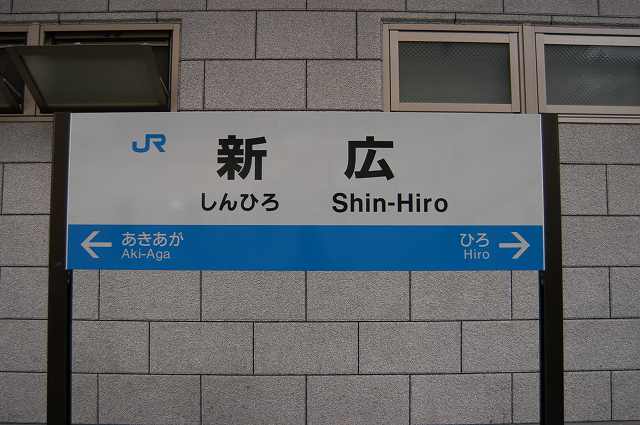 JR
新広
しんひろ Shin-Hiro
← あきあが ひろ →
Aki-Aga Hiro